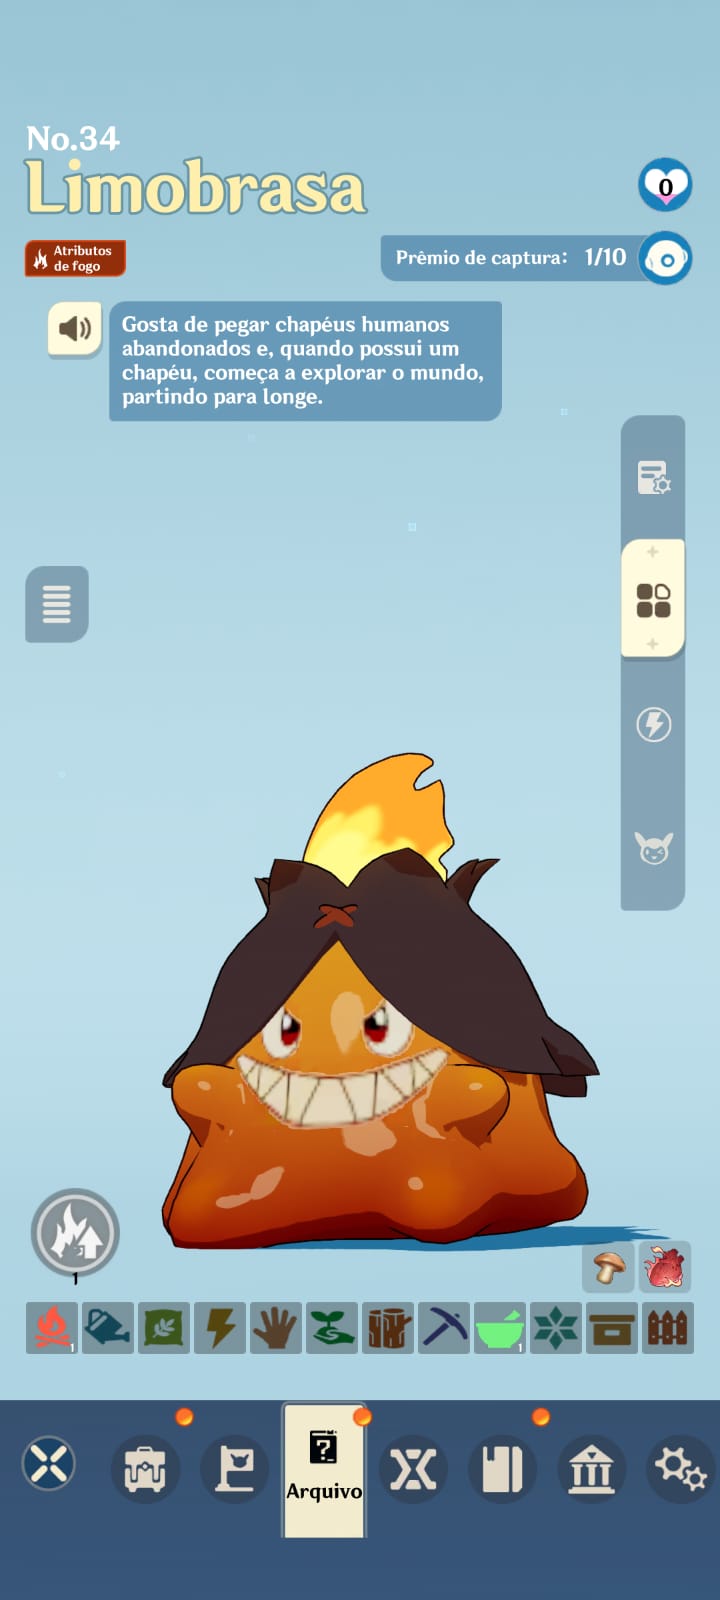 No.34
Limobrasa
0
Atributos
de fogo
Prêmio de captura: 1/10
Gosta de pegar chapéus humanos
abandonados e, quando possui um
chapéu, começa a explorar o mundo,
partindo para longe.
1
1
1
?
Arquivo